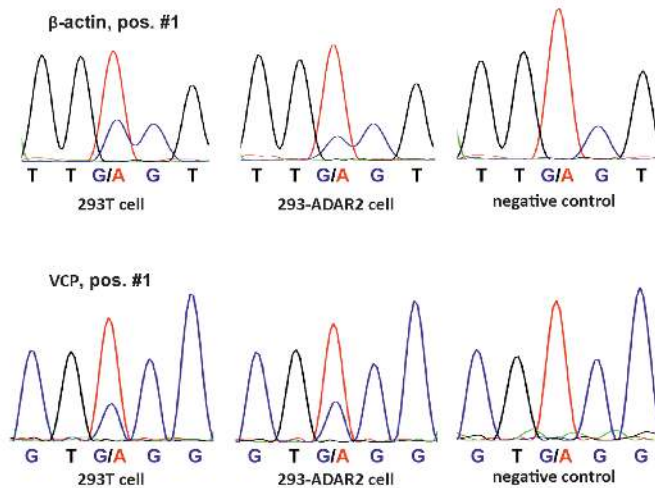 β-actin, pos. #1
T T G/A G T
T T G/A G T
T T G/A G T
293T cell
293-ADAR2 cell
negative control
VCP, pos. #1
G T G/A G G
G T G/A G G
G T G/A G G
293T cell
293-ADAR2 cell
negative control